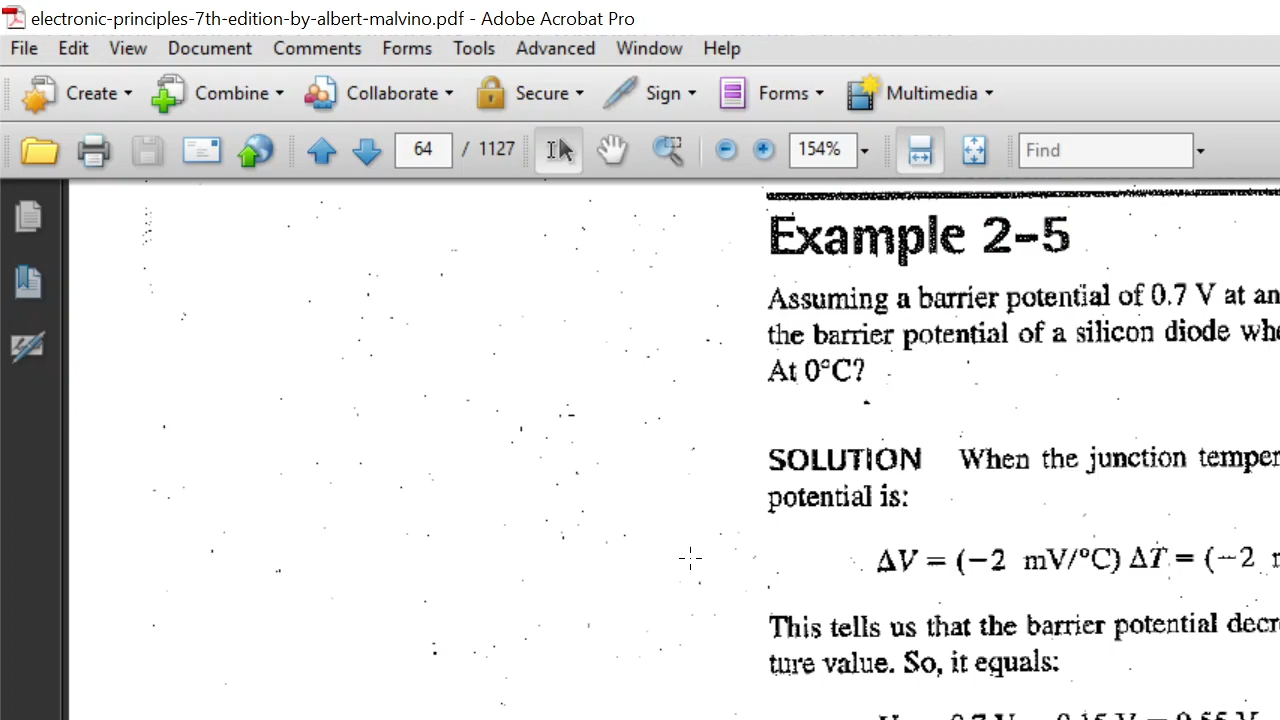 electronic-principles-7th-edition-by-albert-malvino.pdf - Adobe Acrobat Pro
File Edit View Document Comments Forms Tools Advanced Window Help
Create Combine Collaborate Secure Sign Forms Multimedia
64 / 1127 154% Find
Example 2–5
Assuming a barrier potential of 0.7 V at an
the barrier potential of a silicon diode whe
At 0°C?
SOLUTION When the junction temper
potential is:
ΔV = (−2 mV/°C) ΔT = (−2
This tells us that the barrier potential decre
ture value. So, it equals: